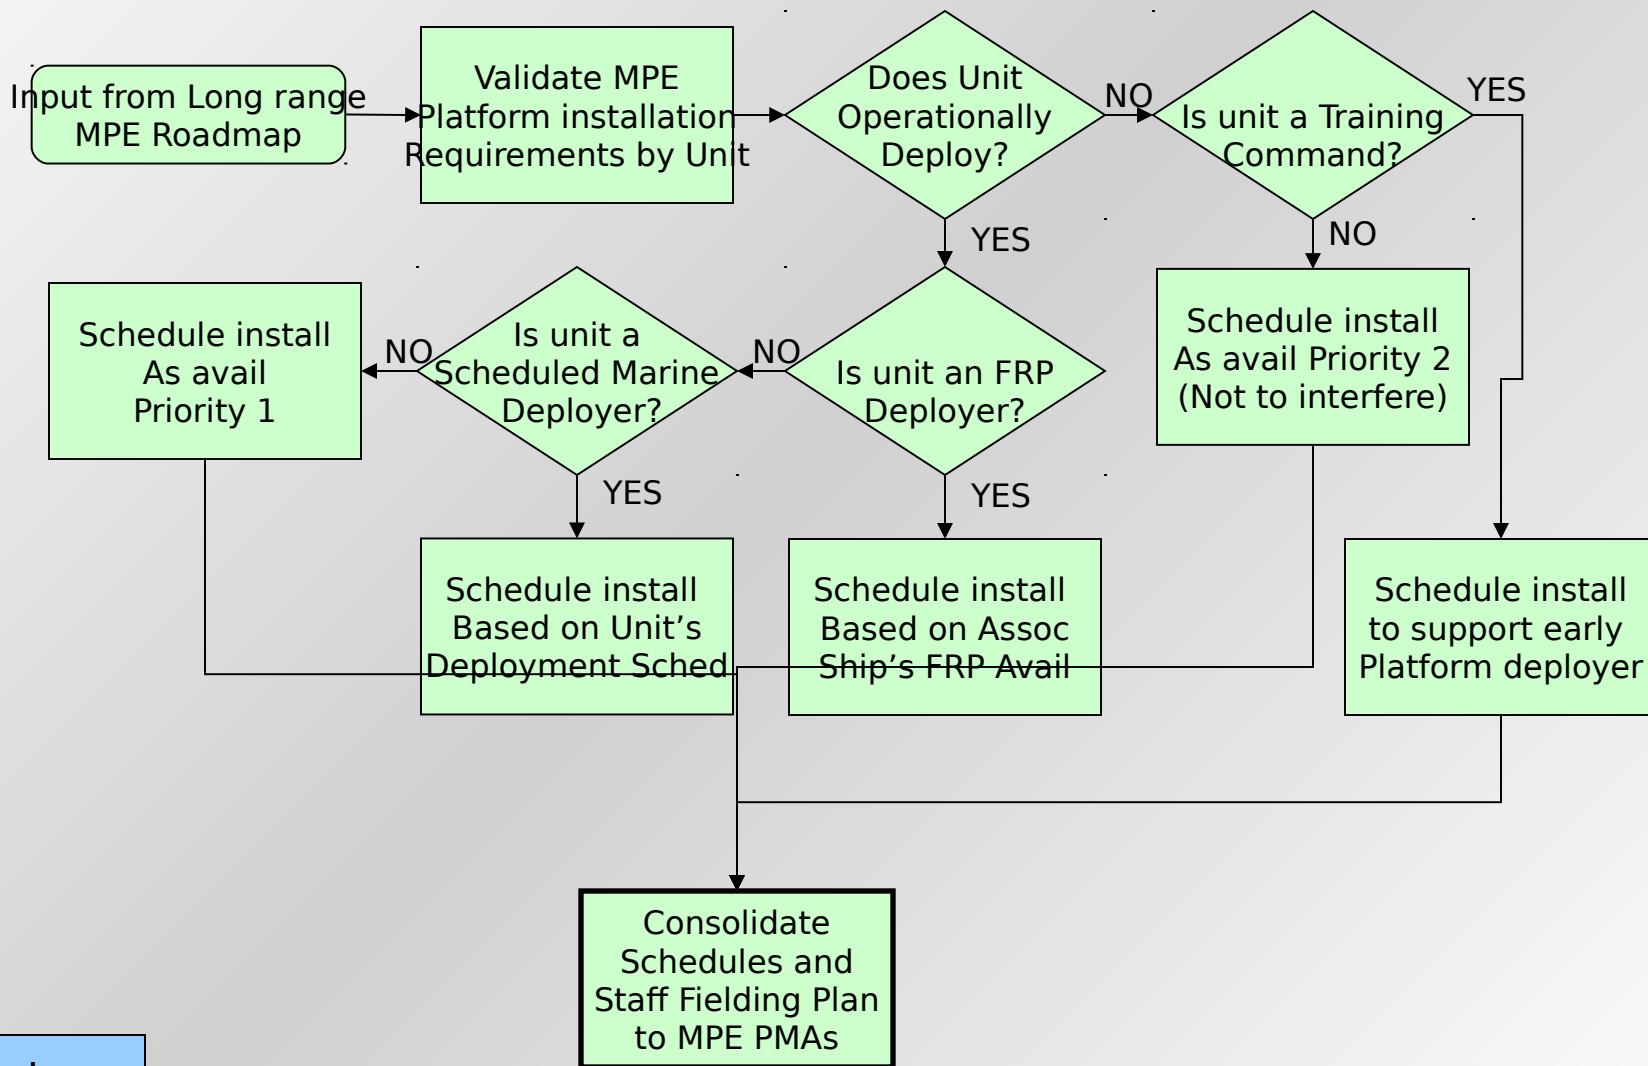 Input from Long range
MPE Roadmap
Validate MPE
Platform installation
Requirements by Unit
Does Unit
Operationally
Deploy?
NO
Is unit a Training
Command?
YES
YES
NO
Schedule install
As avail
Priority 1
NO
Is unit a
Scheduled Marine
Deployer?
NO
Is unit an FRP
Deployer?
Schedule install
As avail Priority 2
(Not to interfere)
YES
YES
Schedule install
Based on Unit’s
Deployment Sched
Schedule install
Based on Assoc
Ship’s FRP Avail
Schedule install
to support early
Platform deployer
Consolidate
Schedules and
Staff Fielding Plan
to MPE PMAs